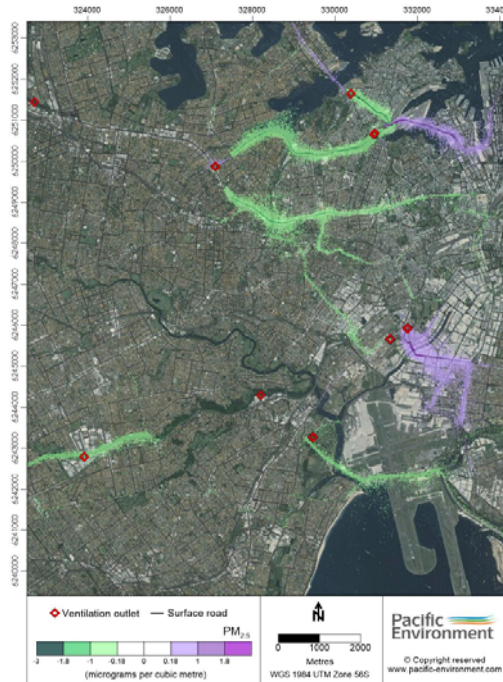 324000 326000 328000 330000 332000
6253000
6252000
6251000
6250000
6249000
6248000
6247000
6246000
6245000
6244000
6243000
6242000
6241000
6240000
Ventilation outlet
Surface road
PM2.5
-1.8 -1 -0.18 0.18 1 1.8
(micrograms per cubic metre)
N
0 1000 2000
Metres
WGS 1984 UTM Zone 56S
Pacific
Environment
© Copyright reserved
www.pacific-environment.com